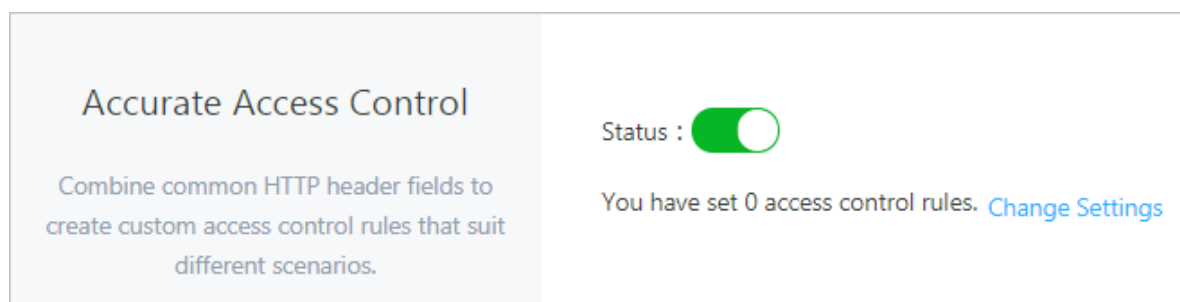 Accurate Access Control
Combine common HTTP header fields to
create custom access control rules that suit
different scenarios.
Status :
You have set 0 access control rules. Change Settings